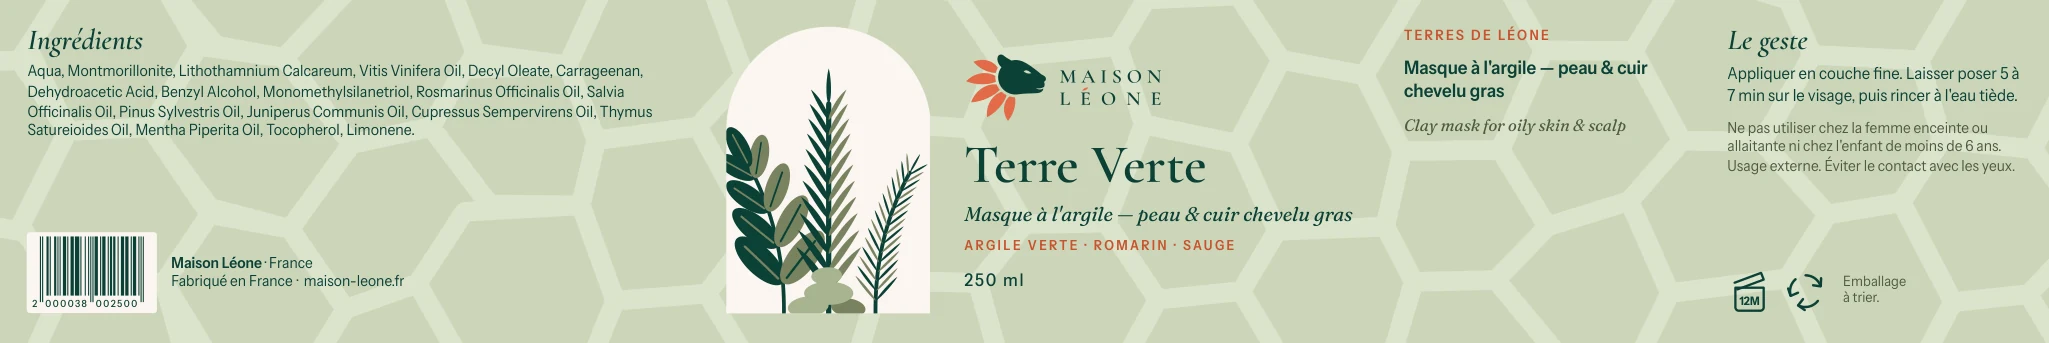 Ingrédients
Aqua, Montmorillonite, Lithothamnium Calcareum, Vitis Vinifera Oil, Decyl Oleate, Carrageenan,
Dehydroacetic Acid, Benzyl Alcohol, Monomethylsilanetriol, Rosmarinus Officinalis Oil, Salvia
Officinalis Oil, Pinus Sylvestris Oil, Juniperus Communis Oil, Cupressus Sempervirens Oil, Thymus
Satureioides Oil, Mentha Piperita Oil, Tocopherol, Limonene.
2 000038 002500
Maison Léone · France
Fabriqué en France · maison-leone.fr
MAISON
LÉONE
Terre Verte
Masque à l'argile — peau & cuir chevelu gras
ARGILE VERTE · ROMARIN · SAUGE
250 ml
TERRES DE LÉONE
Masque à l'argile — peau & cuir
chevelu gras
Clay mask for oily skin & scalp
Le geste
Appliquer en couche fine. Laisser poser 5 à
7 min sur le visage, puis rincer à l'eau tiède.
Ne pas utiliser chez la femme enceinte ou
allaitante ni chez l'enfant de moins de 6 ans.
Usage externe. Éviter le contact avec les yeux.
12M
Emballage
à trier.